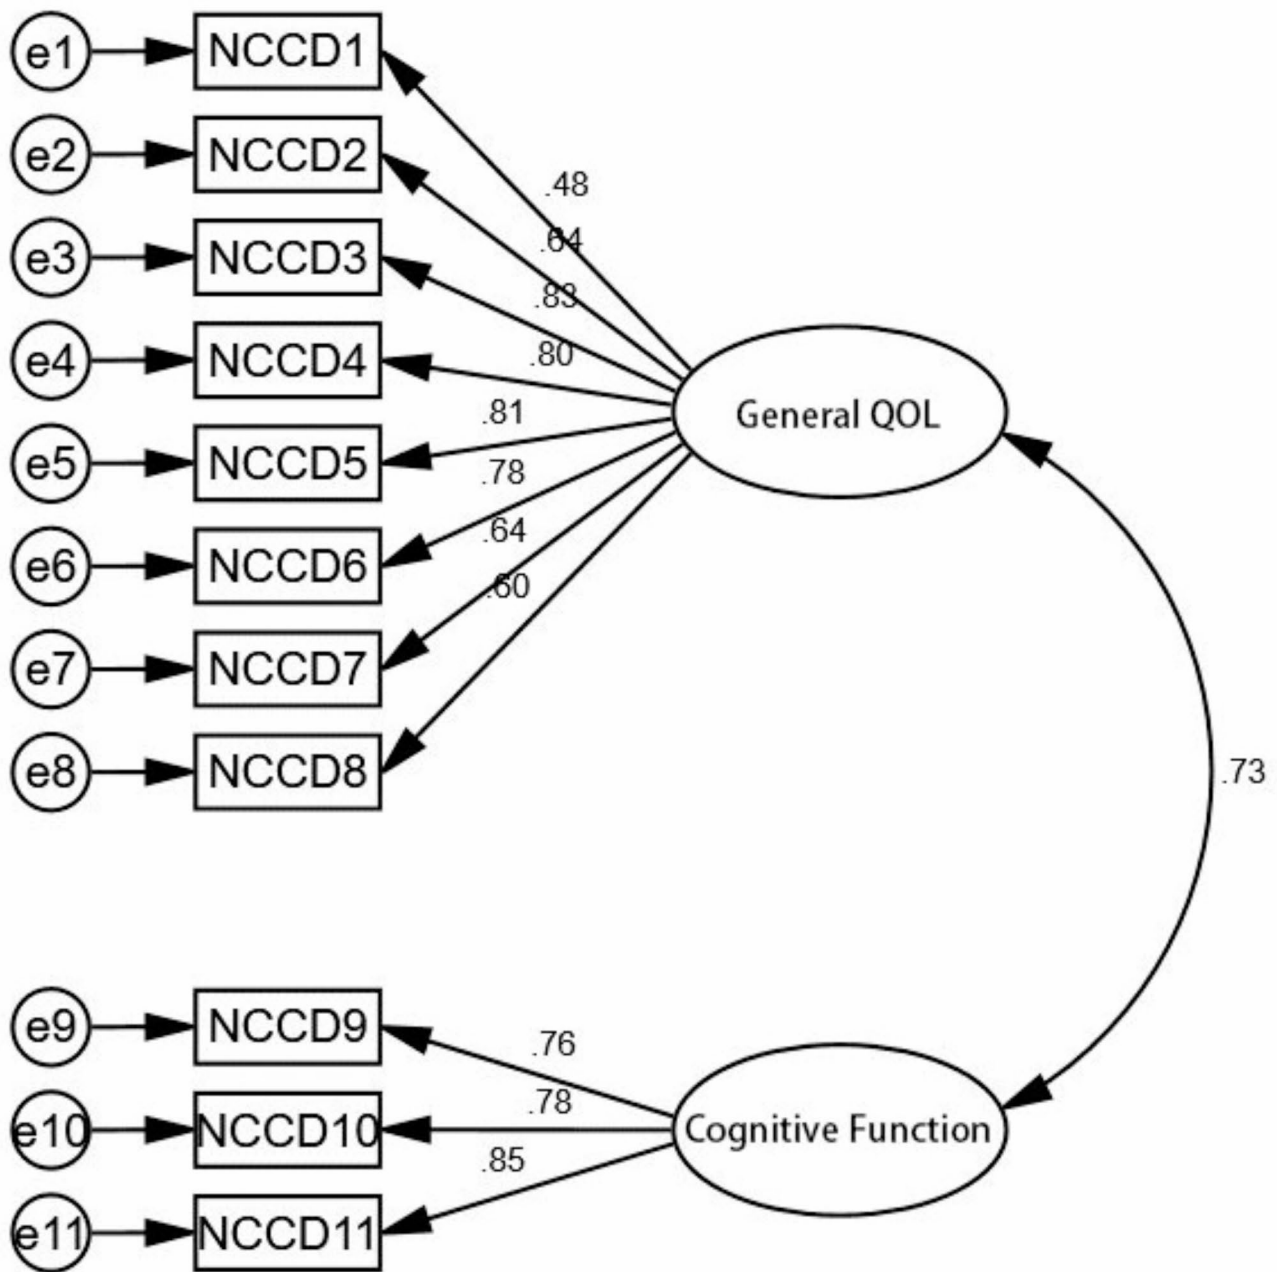 e1 NCCD1
.48
e2 NCCD2
.64
e3 NCCD3
.83
e4 NCCD4
.80
General QOL
.81
e5 NCCD5
.78
.64
e6 NCCD6
.60
e7 NCCD7
e8 NCCD8
.73
e9 NCCD9
.76
.78
e10 NCCD10
Cognitive Function
.85
e11 NCCD11